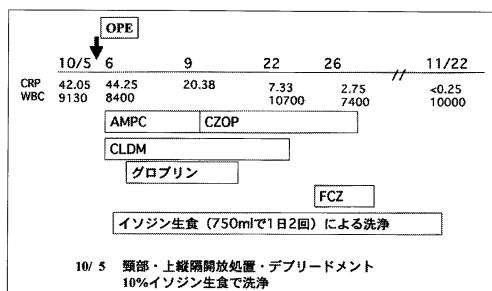 OPE
10/5 6 9 22 26 11/22
CRP 42.05 44.25 20.38 7.33 2.75 <0.25
WBC 9130 8400 10700 7400 10000
AMPC CZOP
CLDM
グロブリン
FCZ
イソジン生食（750mlで1日2回）による洗浄
10/ 5 頸部・上縦隔開放処置・デブリードメント
10%イソジン生食で洗浄